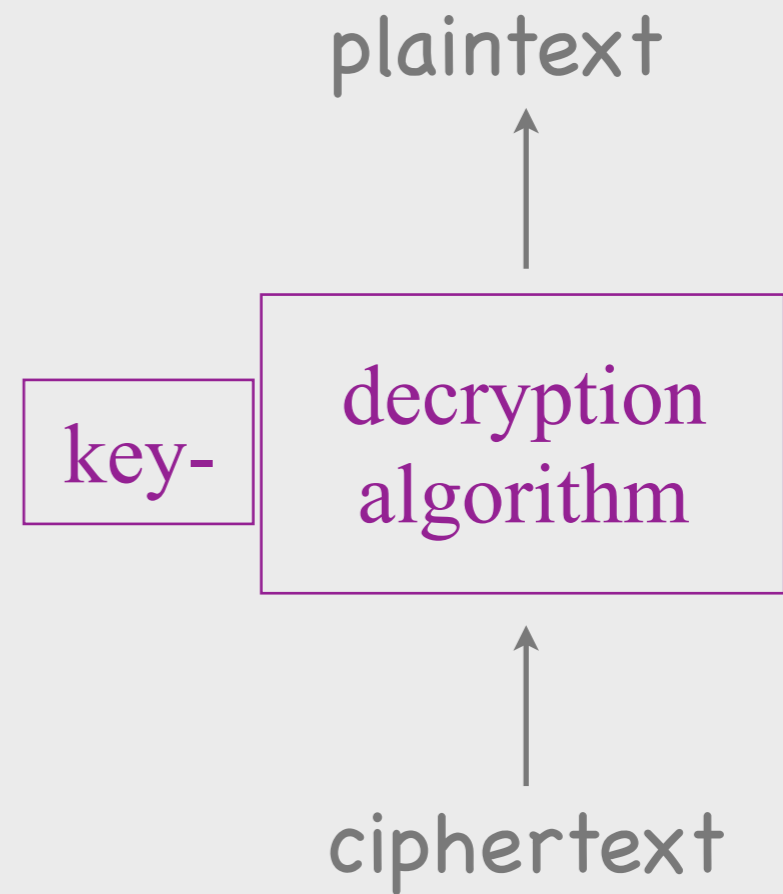 plaintext
decryption
key-
algorithm
ciphertext